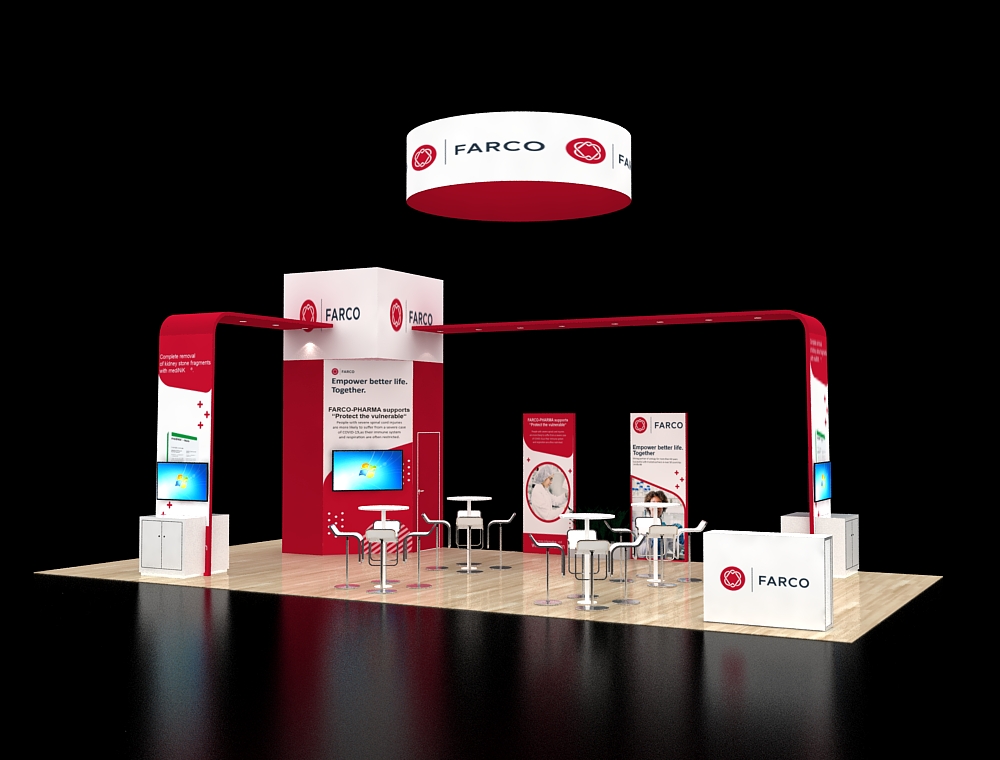 FARCO
FA
FARCO
FARCO
Complete removal
of kidney stone fragments
with mediNiK
FARCO
Empower better life.
Together.
FARCO-PHARMA supports
"Protect the vulnerable"
People with severe spinal cord injuries
are more likely to suffer from a severe case
of COVID-19,as their immune system
and respiration are often restricted.
FARCO-PHARMA supports
"Protect the vulnerable"
FARCO
Empower better life.
Together
FARCO